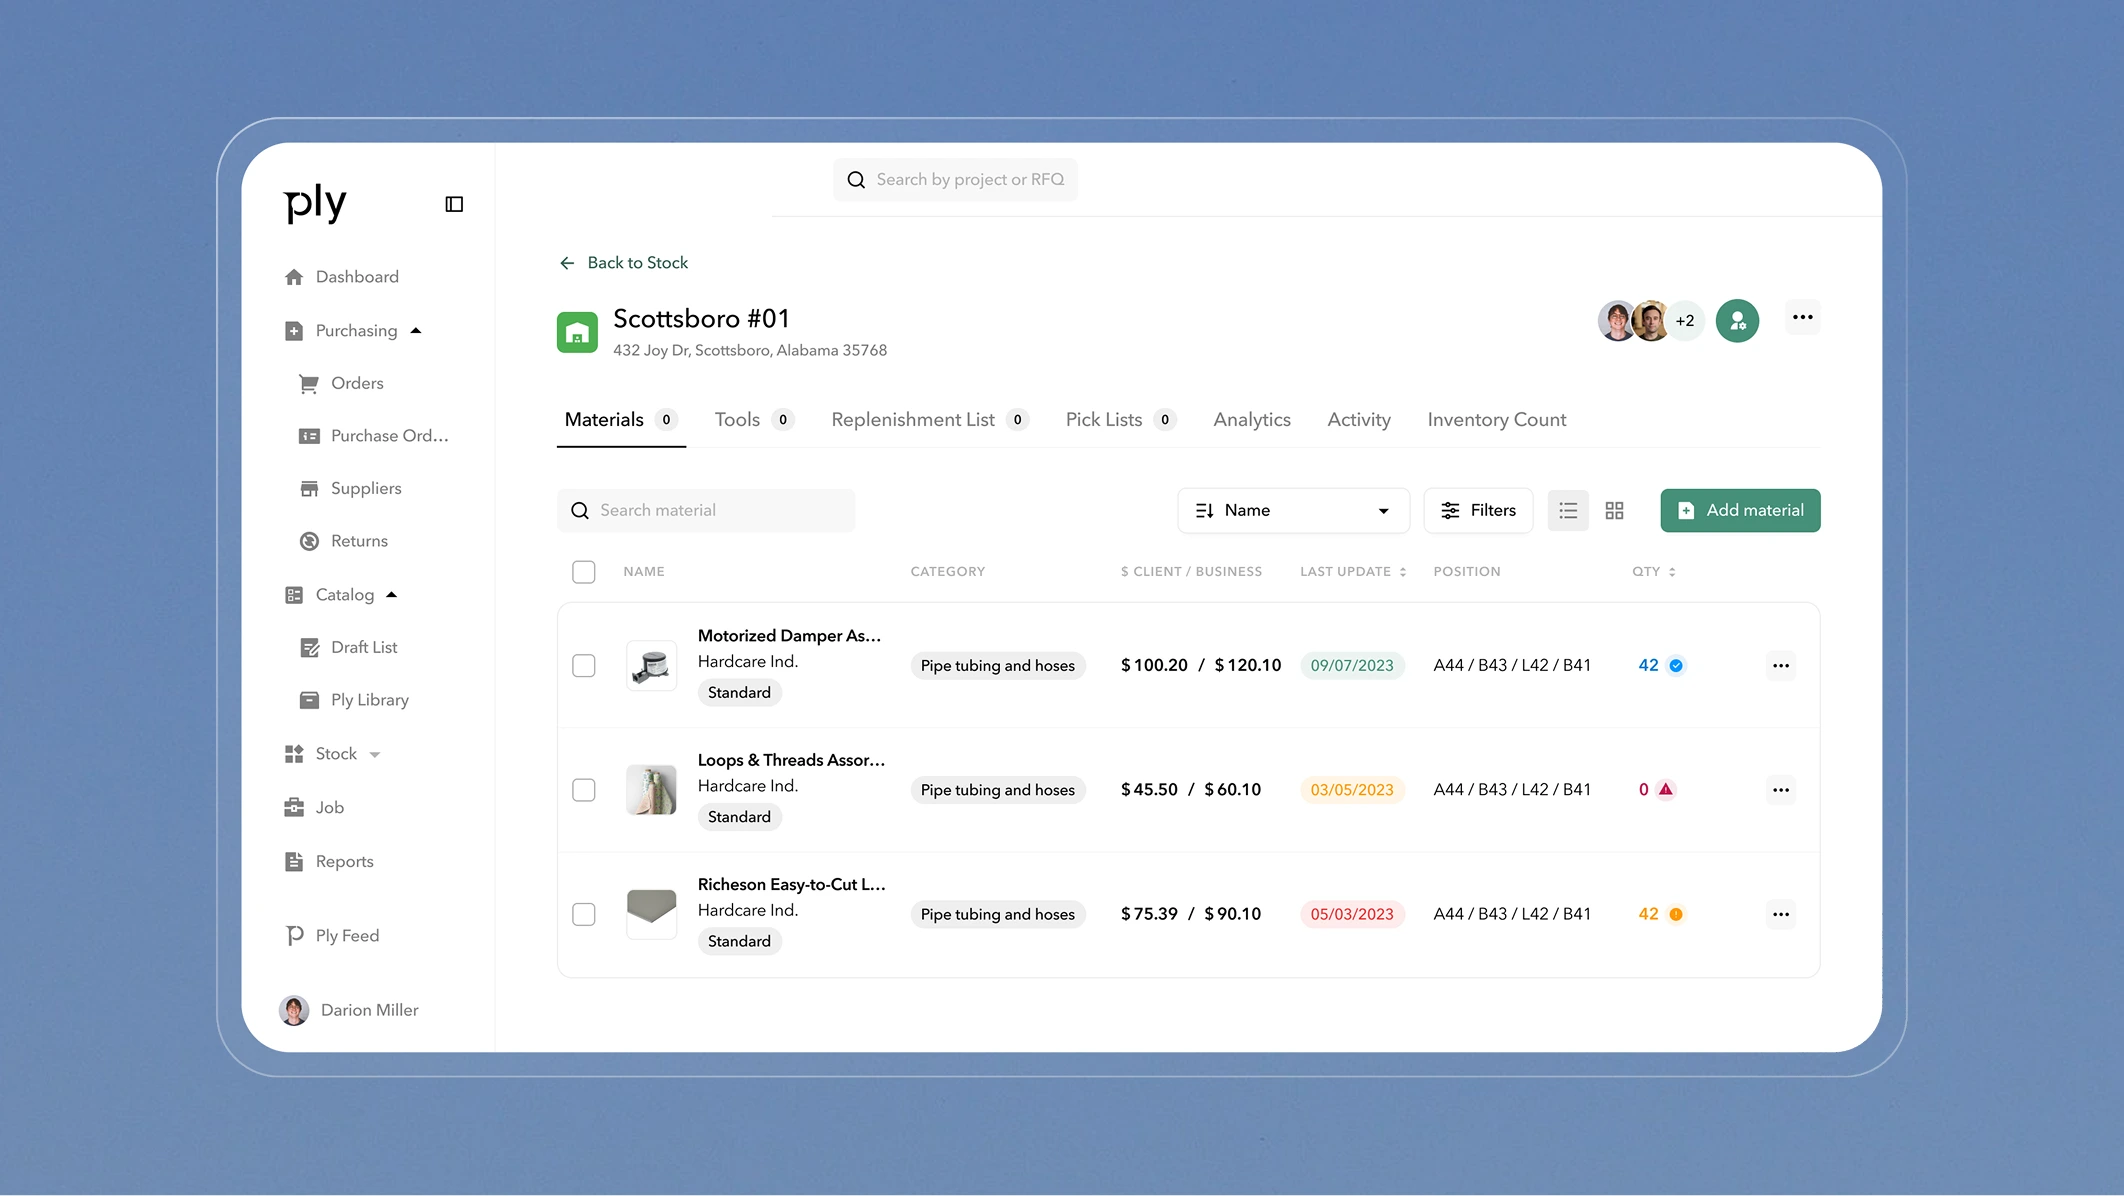 ply
Search by project or RFQ
Dashboard
Purchasing
Orders
Purchase Ord...
Suppliers
Returns
Catalog
Draft List
Ply Library
Stock
Job
Reports
Ply Feed
Darion Miller
Back to Stock
Scottsboro #01
432 Joy Dr, Scottsboro, Alabama 35768
+2
Materials 0 Tools 0 Replenishment List 0 Pick Lists 0 Analytics Activity Inventory Count
Search material Name Filters Add material
NAME CATEGORY $ CLIENT / BUSINESS LAST UPDATE POSITION QTY
Motorized Damper As...
Hardcare Ind.
Standard
Pipe tubing and hoses $ 100.20 / $ 120.10 09/07/2023 A44 / B43 / L42 / B41 42
Loops & Threads Assor...
Hardcare Ind.
Standard
Pipe tubing and hoses $ 45.50 / $ 60.10 03/05/2023 A44 / B43 / L42 / B41 0
Richeson Easy-to-Cut L...
Hardcare Ind.
Standard
Pipe tubing and hoses $ 75.39 / $ 90.10 05/03/2023 A44 / B43 / L42 / B41 42